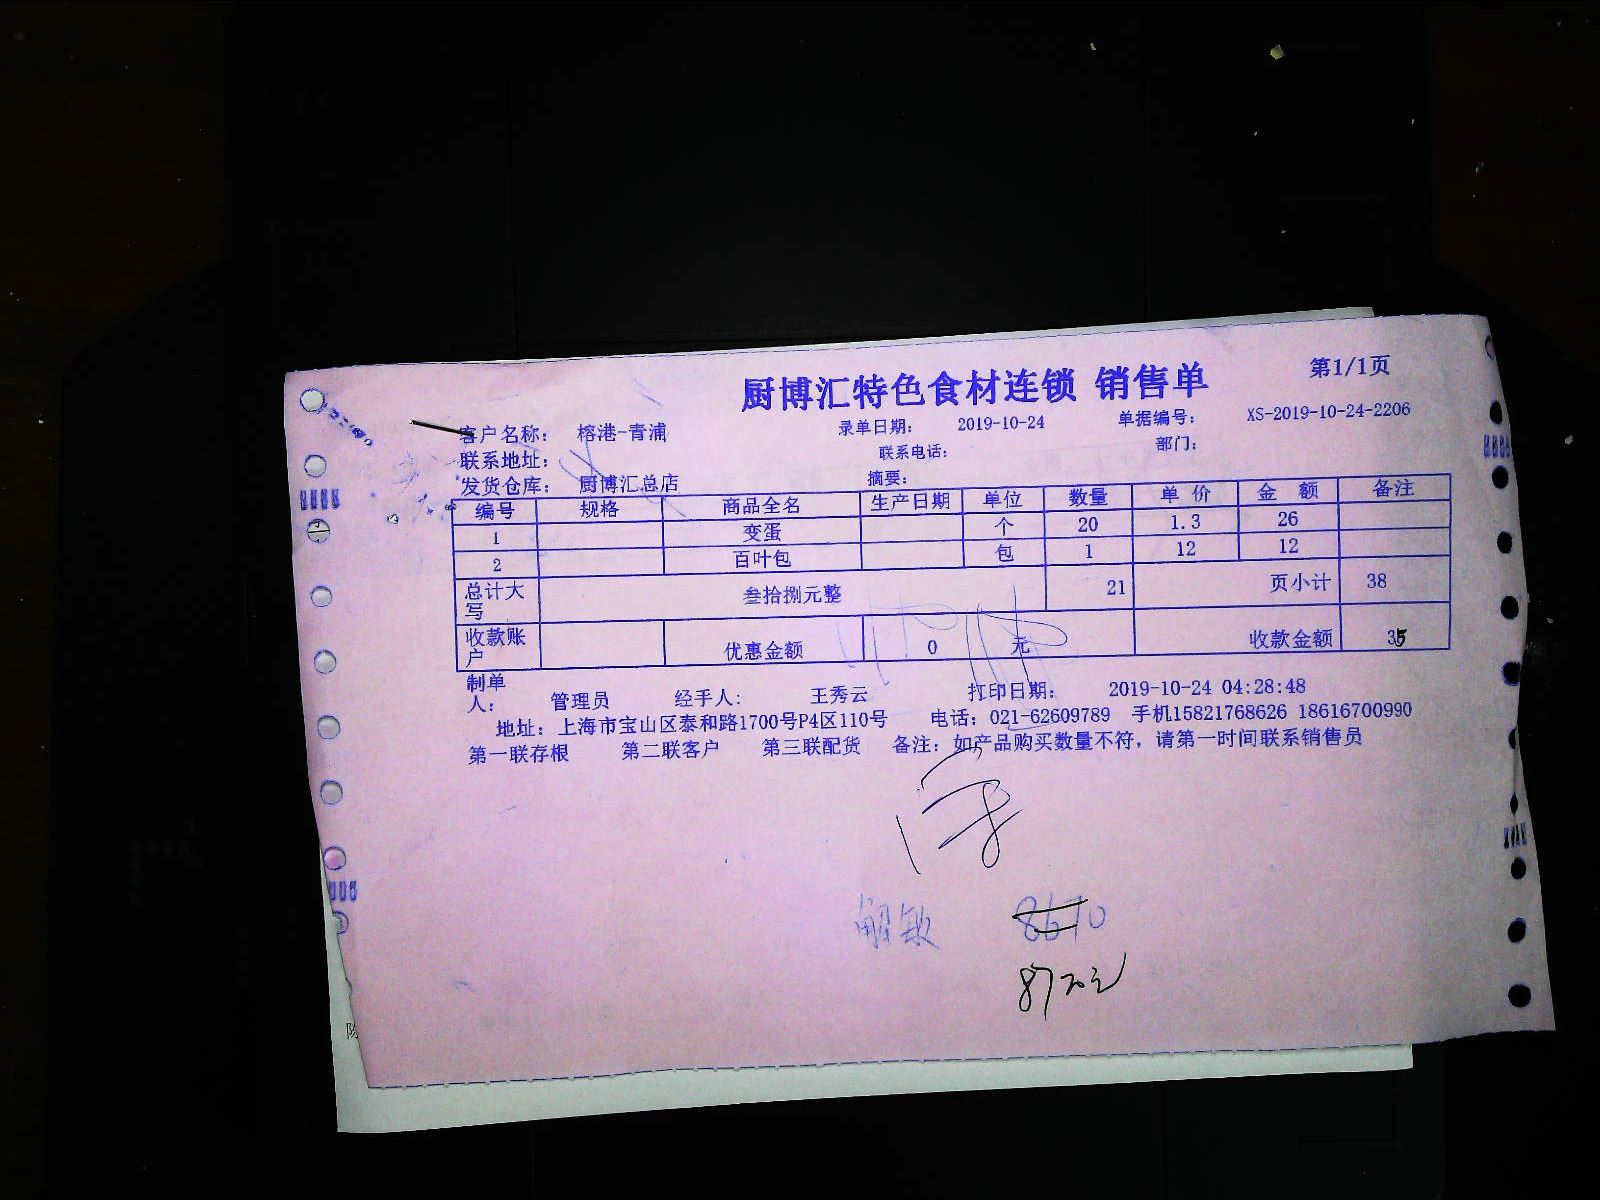 厨博汇特色食材连锁 销售单 第1/1页
客户名称： 榕港-青浦 录单日期： 2019-10-24 单据编号： XS-2019-10-24-2206
联系地址： 联系电话： 部门：
发货仓库： 厨博汇总店 摘要：
编号 规格 商品全名 生产日期 单位 数量 单 价 金 额 备注
1 变蛋 个 20 1.3 26
2 百叶包 包 1 12 12
总计大写 叁拾捌元整 21 页小计 38
收款账户 优惠金额 0 元 收款金额 35
制单人： 管理员 经手人： 王秀云 打印日期： 2019-10-24 04:28:48
地址：上海市宝山区泰和路1700号P4区110号 电话：021-62609789 手机15821768626 18616700990
第一联存根 第二联客户 第三联配货 备注：如产品购买数量不符，请第一时间联系销售员
8670